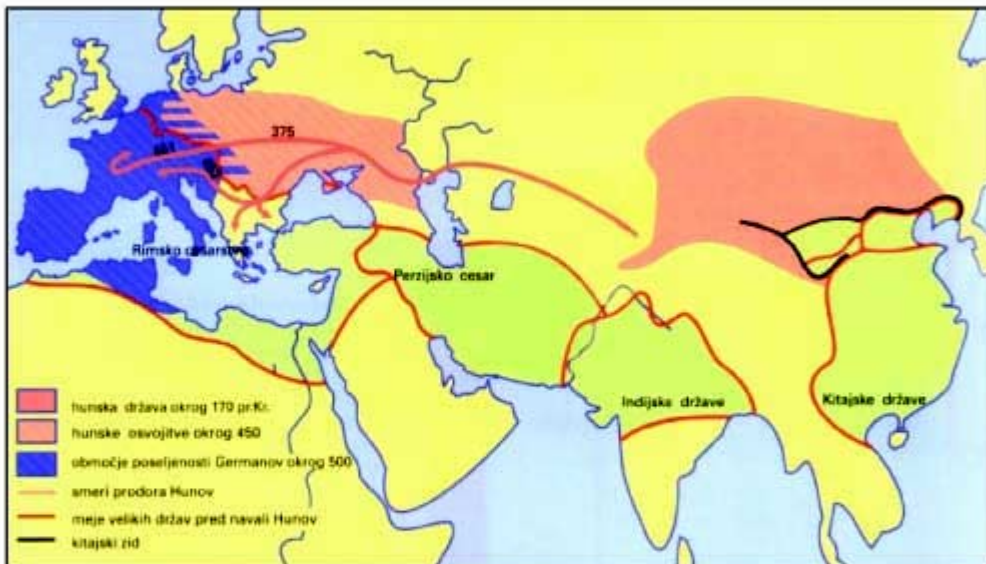 375
451
Rimsko cesarstvo
Perzijsko cesar
Indijske države
Kitajske države
hunska država okrog 170 pr.Kr.
hunske osvojitve okrog 450
območje poseljenosti Germanov okrog 500
smeri prodora Hunov
meje velikih držav pred navali Hunov
kitajski zid